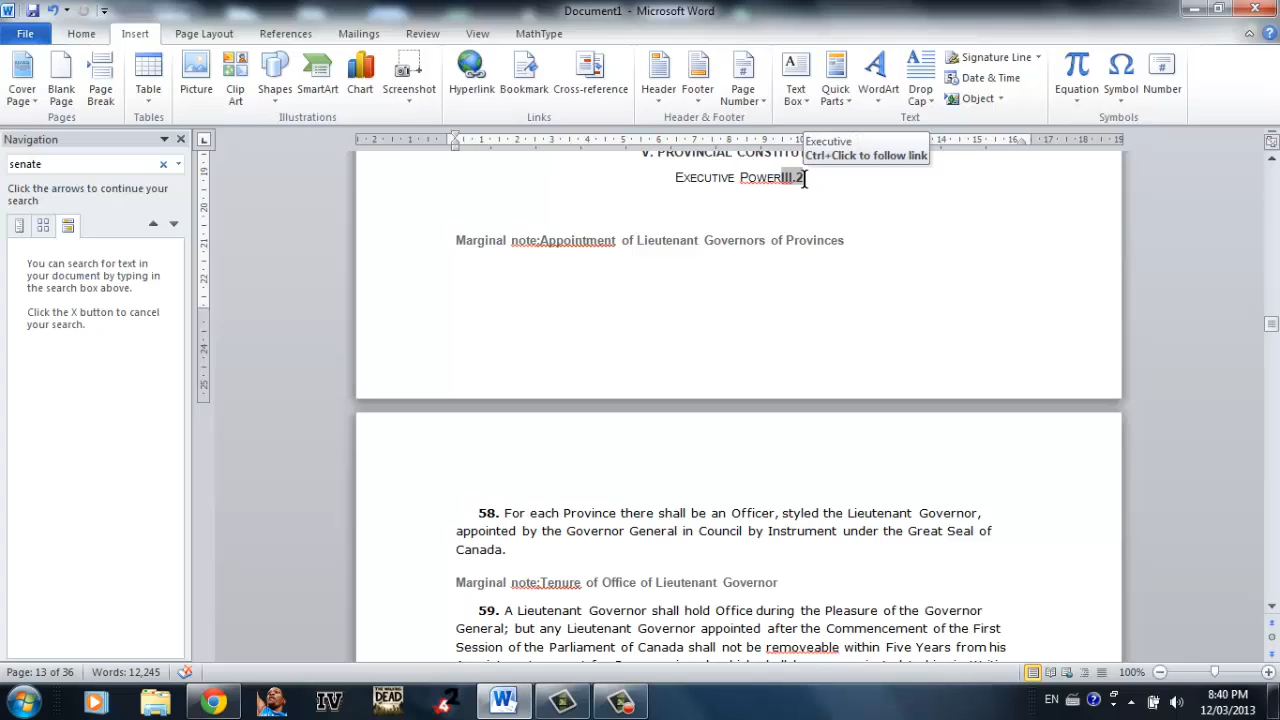 Document1 - Microsoft Word
File Home Insert Page Layout References Mailings Review View MathType
Cover Page Blank Page Page Break Table Picture Clip Art Shapes SmartArt Chart Screenshot Hyperlink Bookmark Cross-reference Header Footer Page Number Text Box Quick Parts WordArt Drop Cap Signature Line Date & Time Object Equation Symbol Number
Pages Tables Illustrations Links Header & Footer Text Symbols
Navigation
senate
Click the arrows to continue your
search
You can search for text in
your document by typing in
the search box above.
Click the X button to cancel
your search.
Executive
Ctrl+Click to follow link
V. PROVINCIAL CONSTITU
EXECUTIVE POWERIII.2
Marginal note:Appointment of Lieutenant Governors of Provinces
58. For each Province there shall be an Officer, styled the Lieutenant Governor,
appointed by the Governor General in Council by Instrument under the Great Seal of
Canada.
Marginal note:Tenure of Office of Lieutenant Governor
59. A Lieutenant Governor shall hold Office during the Pleasure of the Governor
General; but any Lieutenant Governor appointed after the Commencement of the First
Session of the Parliament of Canada shall not be removeable within Five Years from his
Page: 13 of 36 Words: 12,245 100%
EN 8:40 PM
12/03/2013